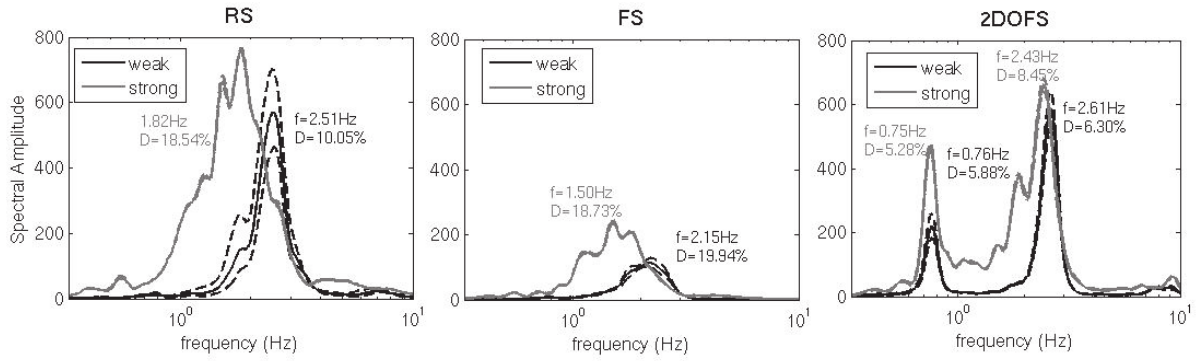 RS
800
600
400
200
0
Spectral Amplitude
weak
strong
1.82Hz
D=18.54%
f=2.51Hz
D=10.05%
10^0
10^1
frequency (Hz)
FS
800
600
400
200
0
weak
strong
f=1.50Hz
D=18.73%
f=2.15Hz
D=19.94%
10^0
10^1
frequency (Hz)
2DOFS
800
600
400
200
0
weak
strong
f=2.43Hz
D=8.45%
f=2.61Hz
D=6.30%
f=0.75Hz
D=5.28%
f=0.76Hz
D=5.88%
10^0
10^1
frequency (Hz)